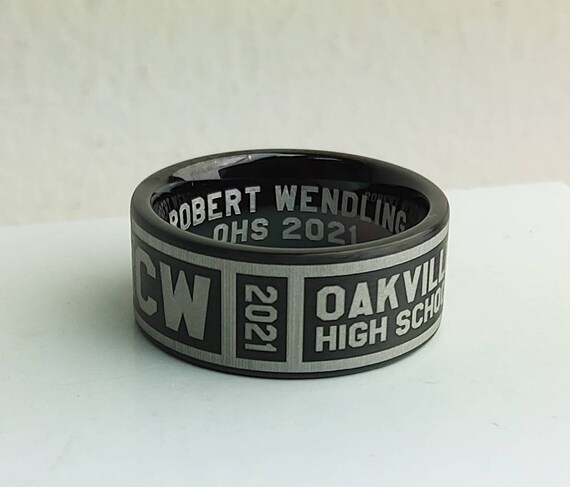 ROBERT WENDLING
OHS 2021
CW
2021
OAKVILL
HIGH SCHO